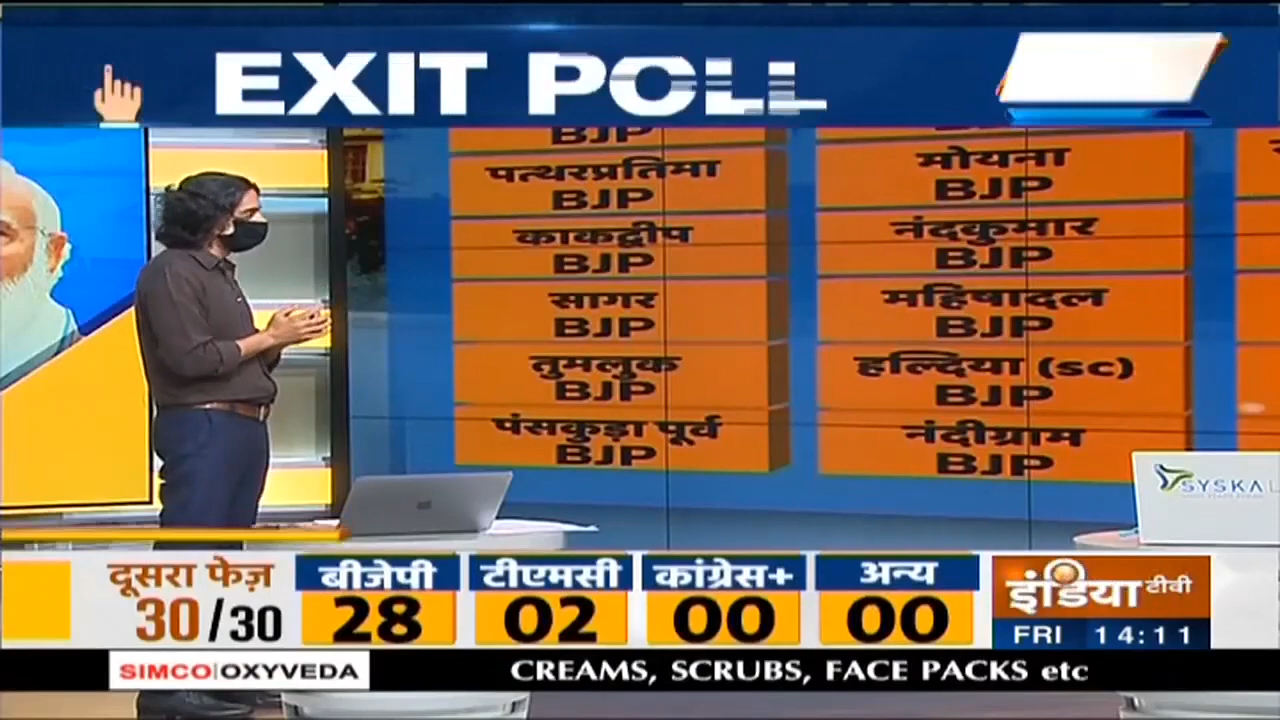 EXIT POLL
BJP
पत्थरप्रतिमा
BJP
काकद्वीप
BJP
सागर
BJP
तुमलुक
BJP
पंसकुड़ा पूर्व
BJP
मोयना
BJP
नंदकुमार
BJP
महिषादल
BJP
हल्दिया (SC)
BJP
नंदीग्राम
BJP
SYSKA
दूसरा फेज़
30/30
बीजेपी
28
टीएमसी
02
कांग्रेस+
00
अन्य
00
इंडिया टीवी
FRI 14:11
SIMCO OXYVEDA
CREAMS, SCRUBS, FACE PACKS etc